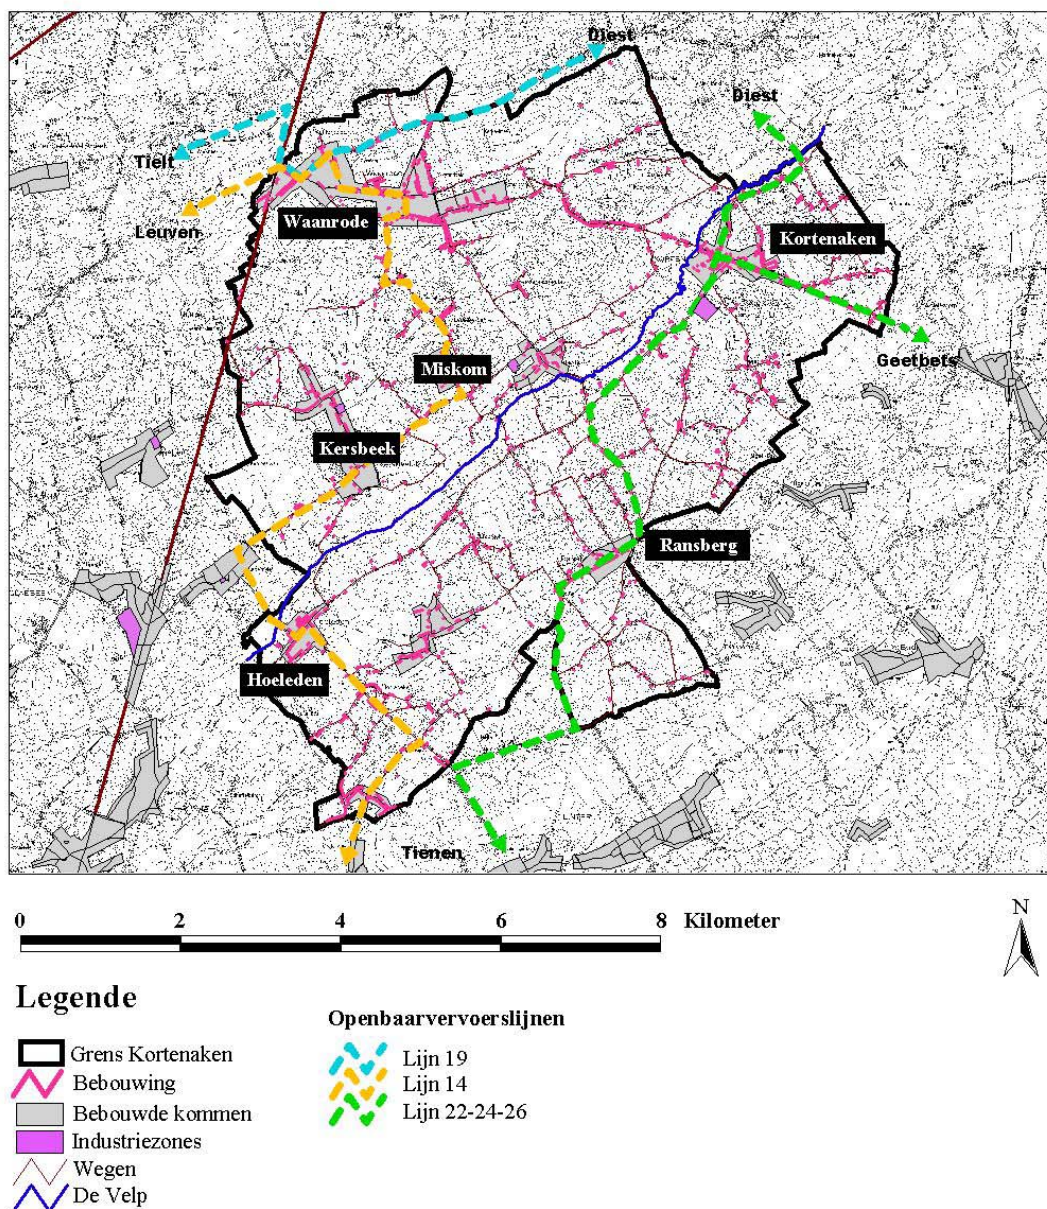 Diest
Diest
Tielt
Leuven
Waanrode
Kortenaken
Geetbets
Miskom
Kersbeek
Ransberg
Hoeleden
Tienen
0 2 4 6 8 Kilometer
N
Legende
Grens Kortenaken
Bebouwing
Bebouwde kommen
Industriezones
Wegen
De Velp
Openbaarvervoerslijnen
Lijn 19
Lijn 14
Lijn 22-24-26